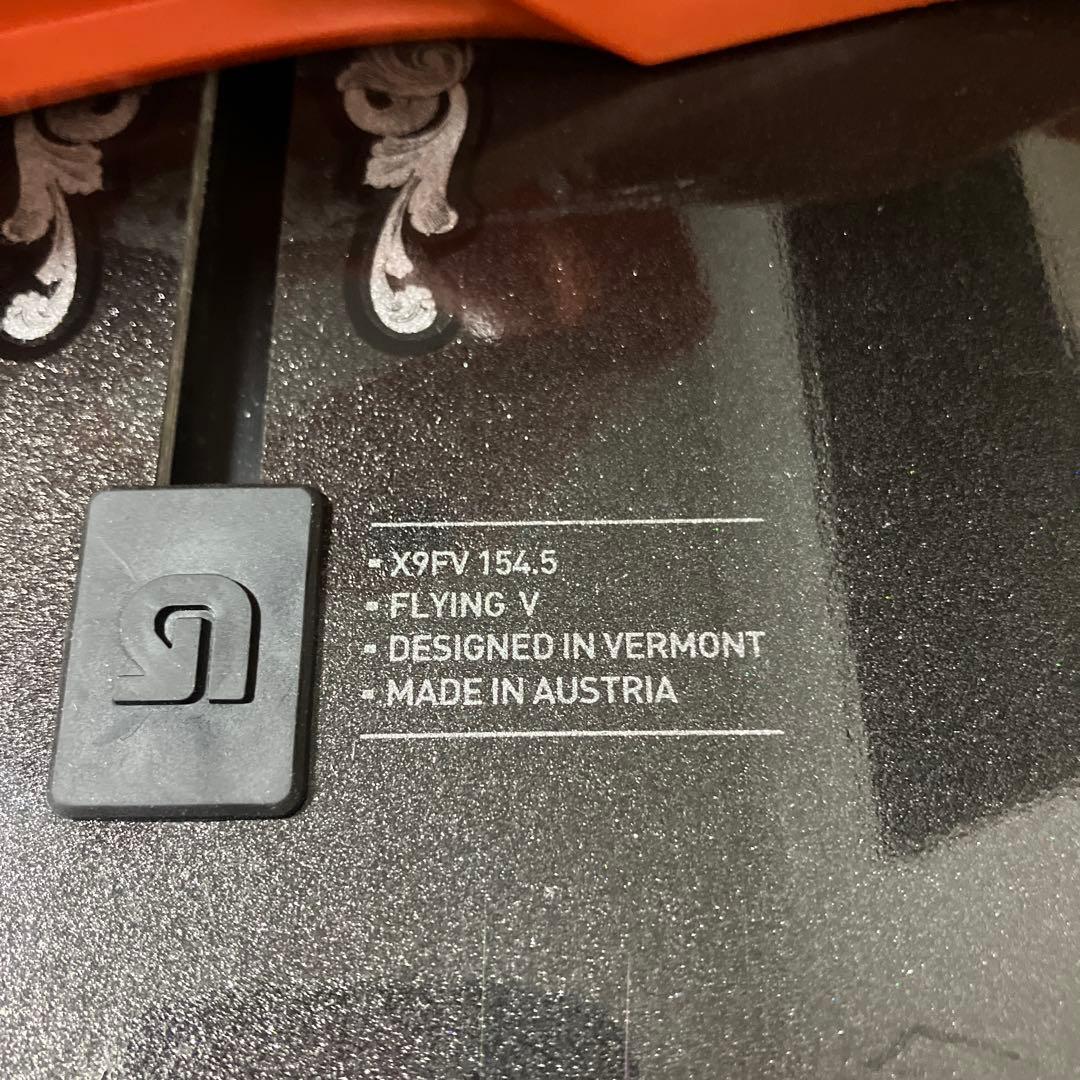 ▪ X9FV 154.5
▪ FLYING V
▪ DESIGNED IN VERMONT
▪ MADE IN AUSTRIA